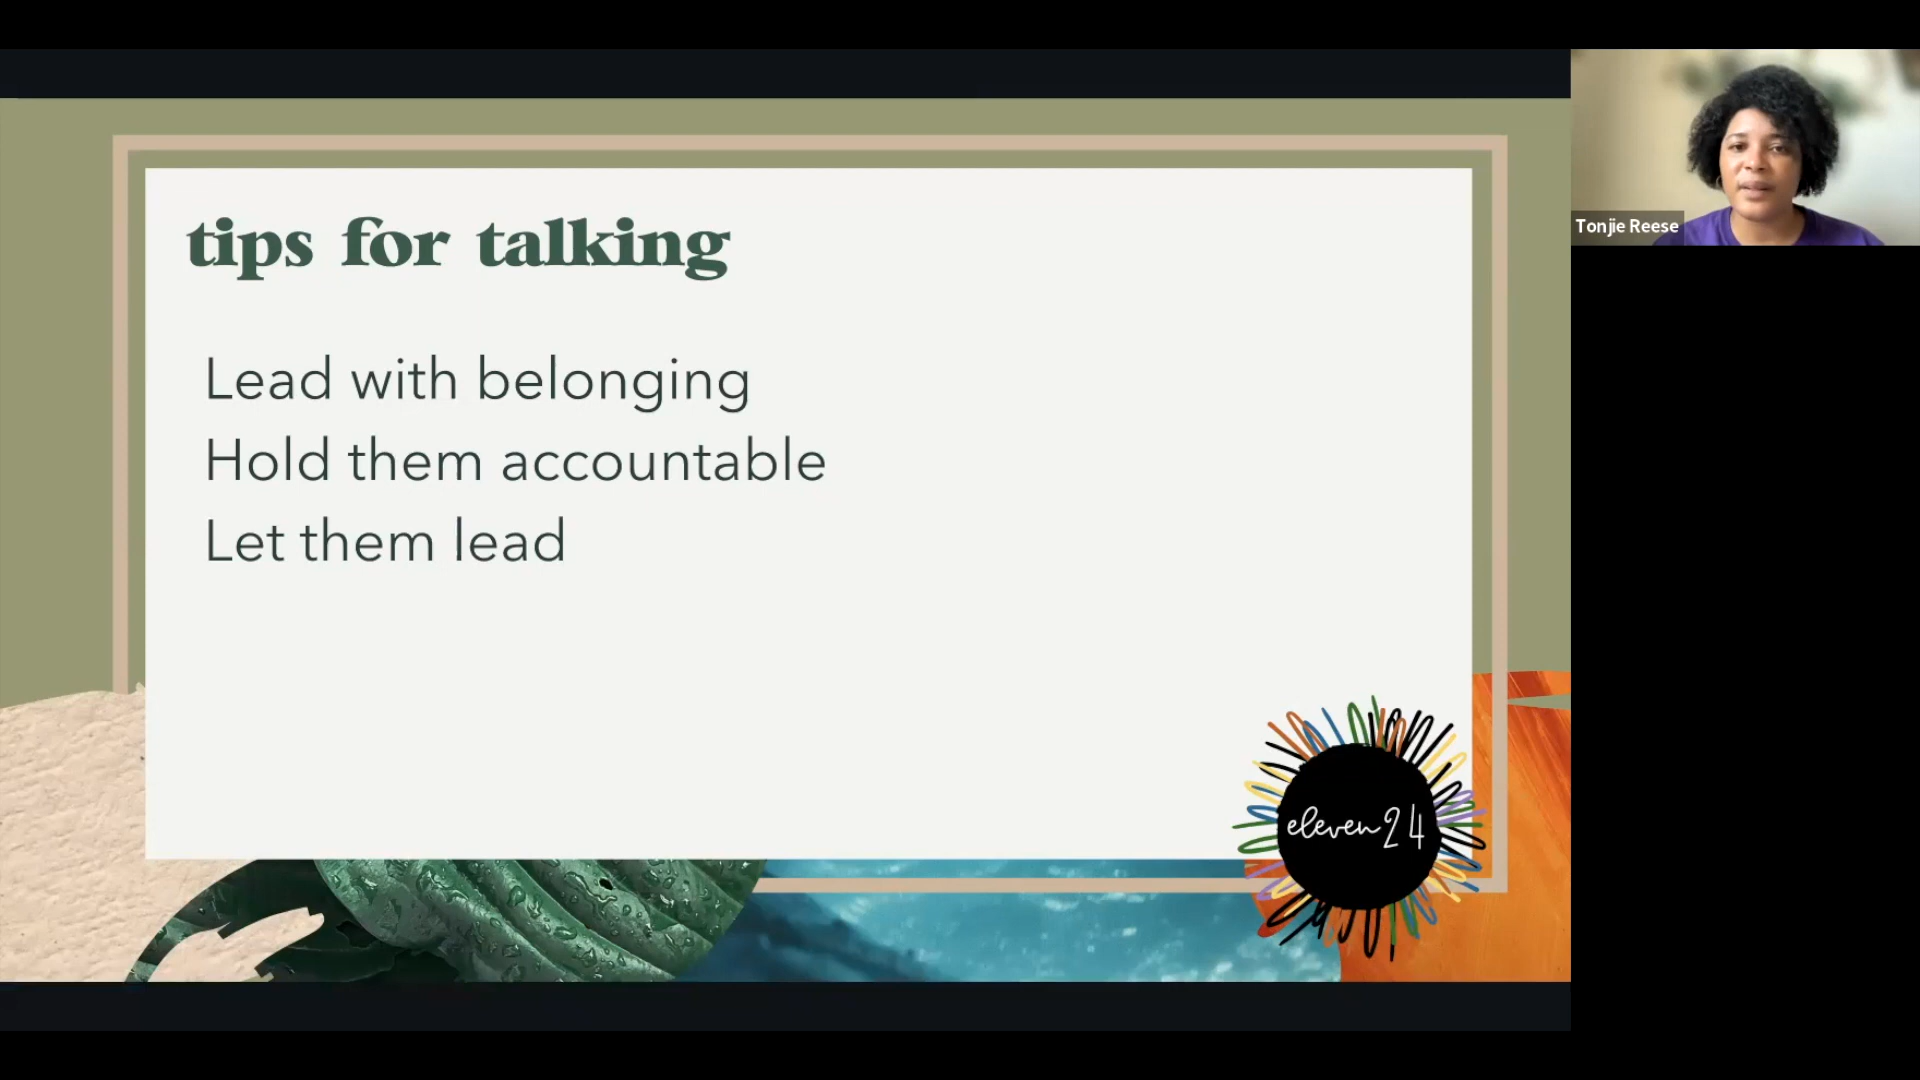 tips for talking
Lead with belonging
Hold them accountable
Let them lead
eleven24
Tonjie Reese